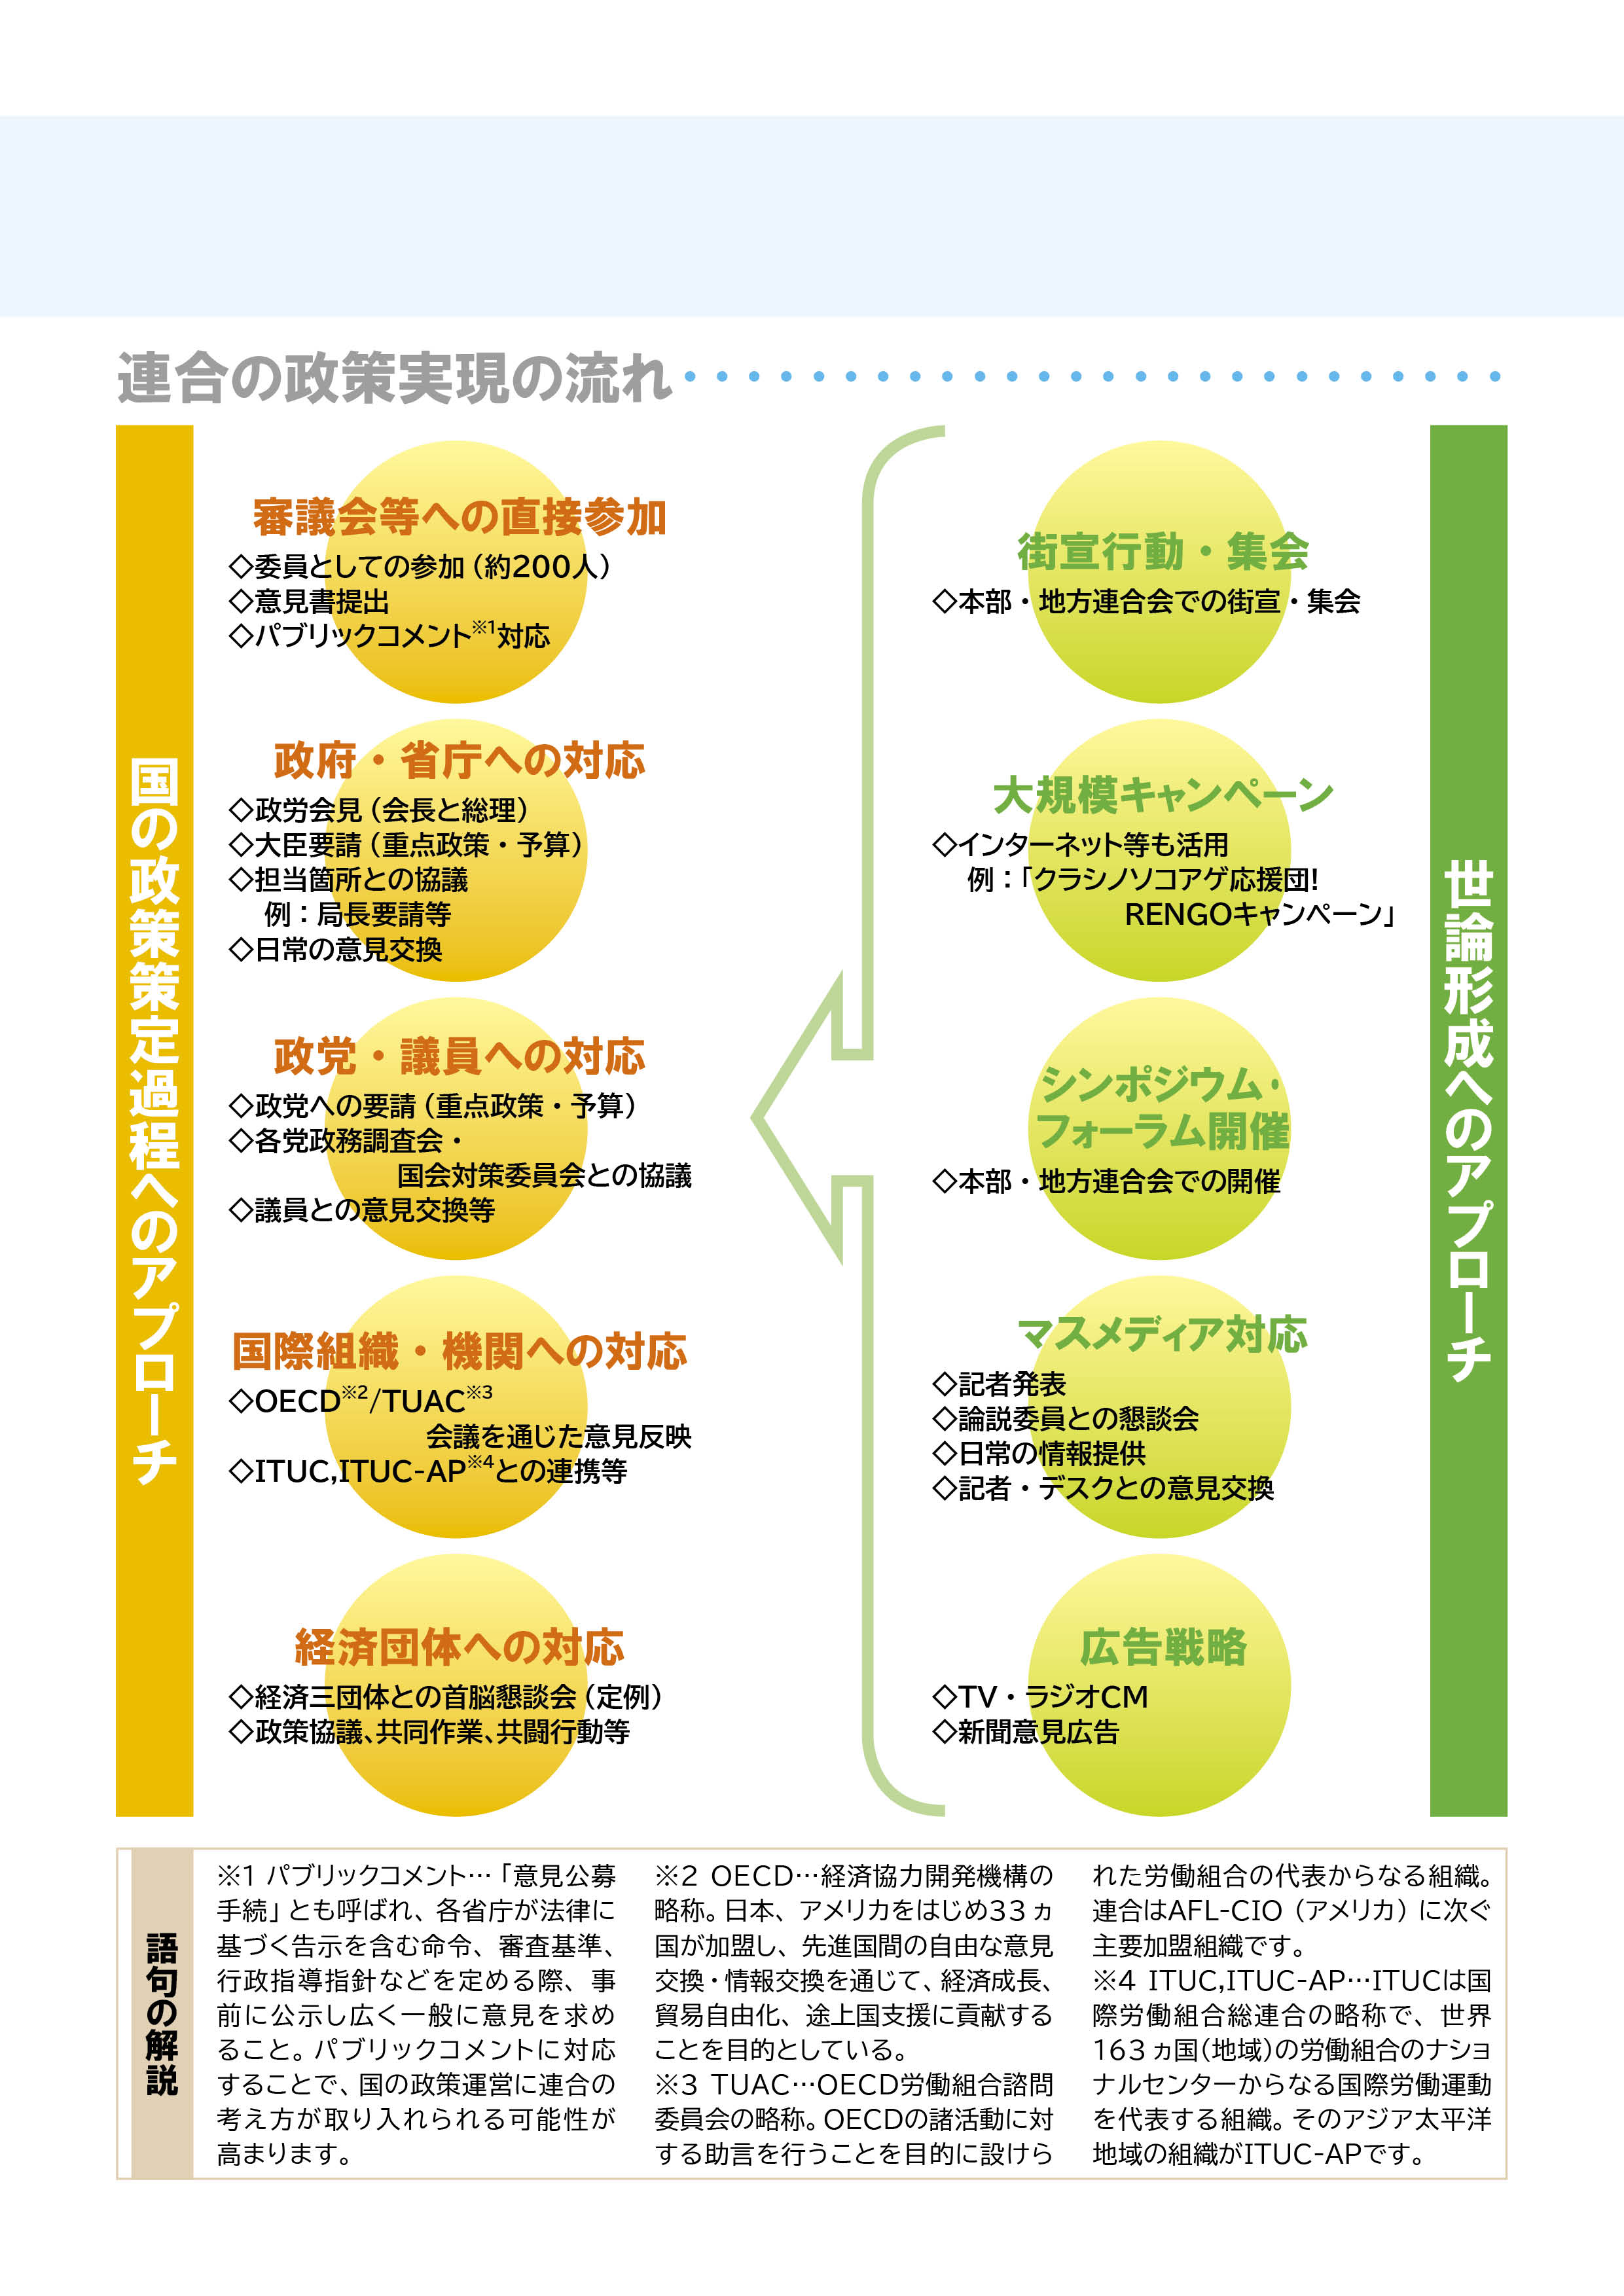 連合の政策実現の流れ
国の政策策定過程へのアプローチ
審議会等への直接参加
◇委員としての参加（約200人）
◇意見書提出
◇パブリックコメント※1対応
政府・省庁への対応
◇政労会見（会長と総理）
◇大臣要請（重点政策・予算）
◇担当箇所との協議
例：局長要請等
◇日常の意見交換
政党・議員への対応
◇政党への要請（重点政策・予算）
◇各党政務調査会・
国会対策委員会との協議
◇議員との意見交換等
国際組織・機関への対応
◇OECD※2/TUAC※3
会議を通じた意見反映
◇ITUC,ITUC-AP※4との連携等
経済団体への対応
◇経済三団体との首脳懇談会（定例）
◇政策協議、共同作業、共闘行動等
街宣行動・集会
◇本部・地方連合会での街宣・集会
大規模キャンペーン
◇インターネット等も活用
例：「クラシノソコアゲ応援団!
RENGOキャンペーン」
シンポジウム・
フォーラム開催
◇本部・地方連合会での開催
マスメディア対応
◇記者発表
◇論説委員との懇談会
◇日常の情報提供
◇記者・デスクとの意見交換
広告戦略
◇TV・ラジオCM
◇新聞意見広告
世論形成へのアプローチ
語句の解説
※1 パブリックコメント…「意見公募
手続」とも呼ばれ、各省庁が法律に
基づく告示を含む命令、審査基準、
行政指導指針などを定める際、事
前に公示し広く一般に意見を求め
ること。パブリックコメントに対応
することで、国の政策運営に連合の
考え方が取り入れられる可能性が
高まります。
※2 OECD…経済協力開発機構の
略称。日本、アメリカをはじめ33ヵ
国が加盟し、先進国間の自由な意見
交換・情報交換を通じて、経済成長、
貿易自由化、途上国支援に貢献する
ことを目的としている。
※3 TUAC…OECD労働組合諮問
委員会の略称。OECDの諸活動に対
する助言を行うことを目的に設けら
れた労働組合の代表からなる組織。
連合はAFL-CIO（アメリカ）に次ぐ
主要加盟組織です。
※4 ITUC,ITUC-AP…ITUCは国
際労働組合総連合の略称で、世界
163ヵ国(地域)の労働組合のナショ
ナルセンターからなる国際労働運動
を代表する組織。そのアジア太平洋
地域の組織がITUC-APです。